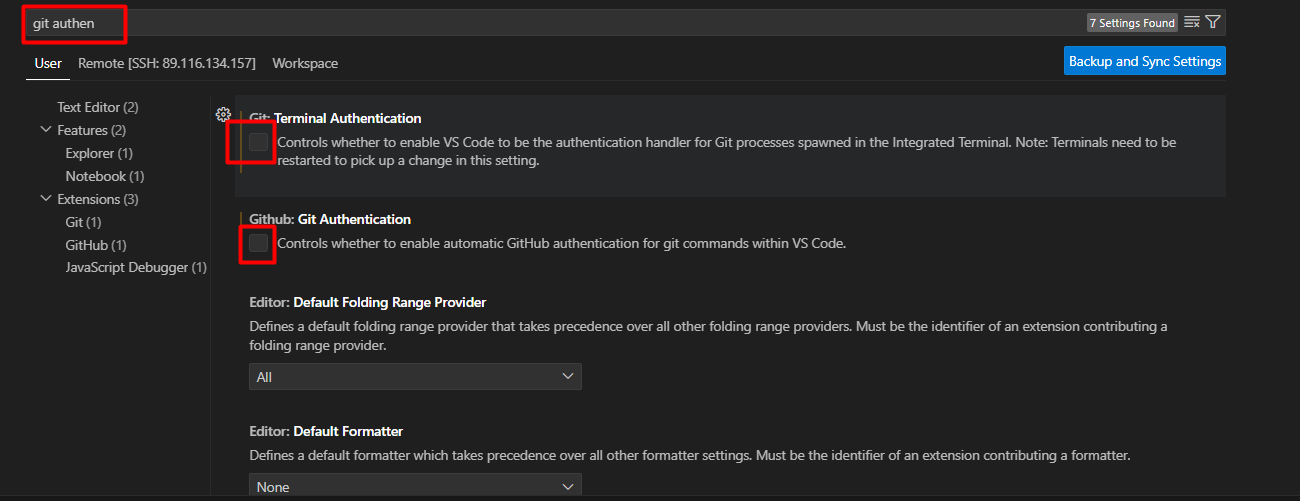 git authen
7 Settings Found
User
Remote [SSH: 89.116.134.157]
Workspace
Backup and Sync Settings
Text Editor (2)
Features (2)
Explorer (1)
Notebook (1)
Extensions (3)
Git (1)
GitHub (1)
JavaScript Debugger (1)
Git: Terminal Authentication
Controls whether to enable VS Code to be the authentication handler for Git processes spawned in the Integrated Terminal. Note: Terminals need to be
restarted to pick up a change in this setting.
Github: Git Authentication
Controls whether to enable automatic GitHub authentication for git commands within VS Code.
Editor: Default Folding Range Provider
Defines a default folding range provider that takes precedence over all other folding range providers. Must be the identifier of an extension contributing a
folding range provider.
All
Editor: Default Formatter
Defines a default formatter which takes precedence over all other formatter settings. Must be the identifier of an extension contributing a formatter.
None